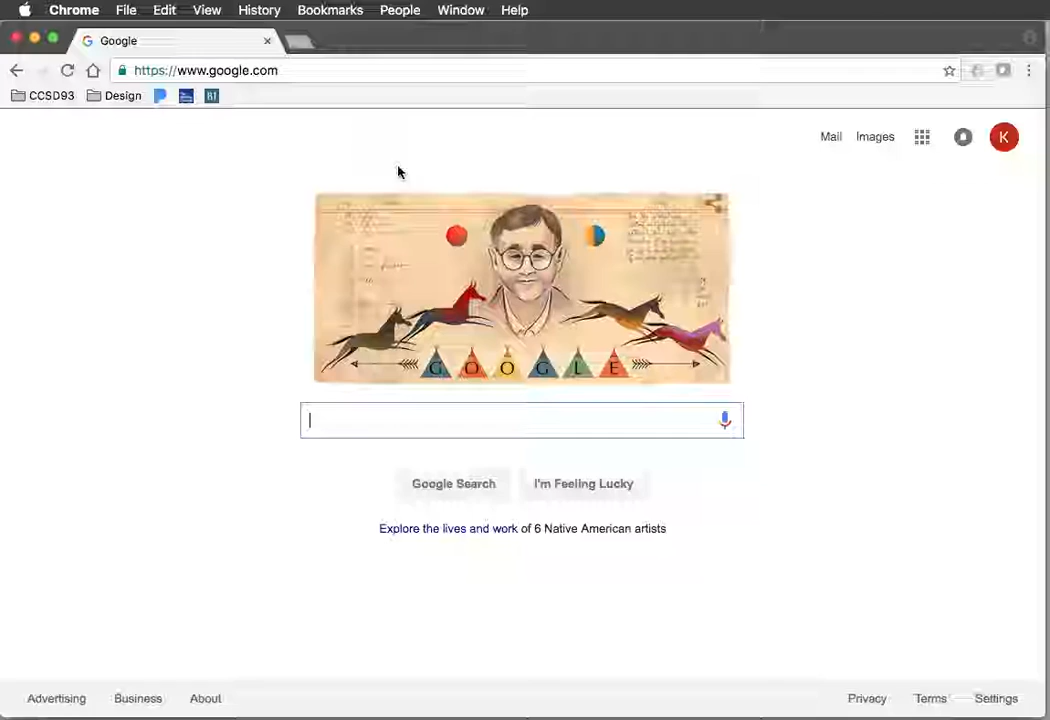 Chrome File Edit View History Bookmarks People Window Help
Google
https://www.google.com
CCSD93 Design
Mail Images K
GOOGLE
Google Search I'm Feeling Lucky
Explore the lives and work of 6 Native American artists
Advertising Business About Privacy Terms Settings